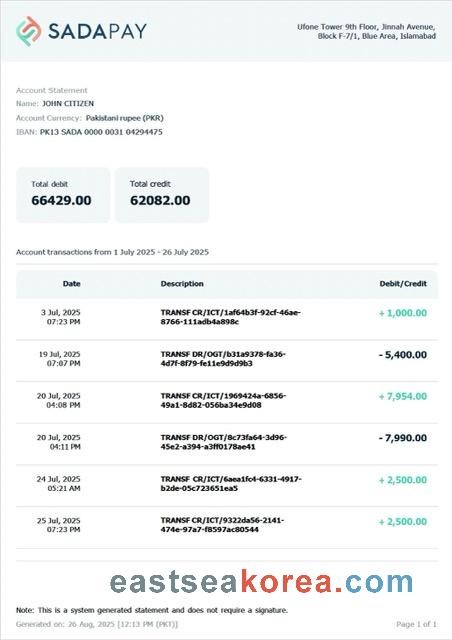 SADAPAY
Ufone Tower 9th Floor, Jinnah Avenue,
Block F-7/1, Blue Area, Islamabad
Account Statement
Name: JOHN CITIZEN
Account Currency: Pakistani rupee (PKR)
IBAN: PK13 SADA 0000 0031 04294475
Total debit
66429.00
Total credit
62082.00
Account transactions from 1 July 2025 - 26 July 2025
Date Description Debit/Credit
3 Jul, 2025
07:23 PM
TRANSF CR/ICT/1af64b3f-92cf-46ae-
8766-111adb4a898c
+ 1,000.00
19 Jul, 2025
07:07 PM
TRANSF DR/OGT/b31a9378-fa36-
4d7f-8f79-fe11e9d9d9b3
- 5,400.00
20 Jul, 2025
04:08 PM
TRANSF CR/ICT/1969424a-6856-
49a1-8d82-056ba34e9d08
+ 7,954.00
20 Jul, 2025
04:11 PM
TRANSF DR/OGT/8c73fa64-3d96-
45e2-a394-a3ff0178ae41
- 7,990.00
24 Jul, 2025
05:21 AM
TRANSF CR/ICT/6aea1fc4-6331-4917-
b2de-05c723651ea5
+ 2,500.00
25 Jul, 2025
07:23 PM
TRANSF CR/ICT/9322da56-2141-
474e-97a7-f8597ac80544
+ 2,500.00
eastseakorea.com
Note: This is a system generated statement and does not require a signature.
Generated on: 26 Aug, 2025 [12:13 PM (PKT)]
Page 1 of 1